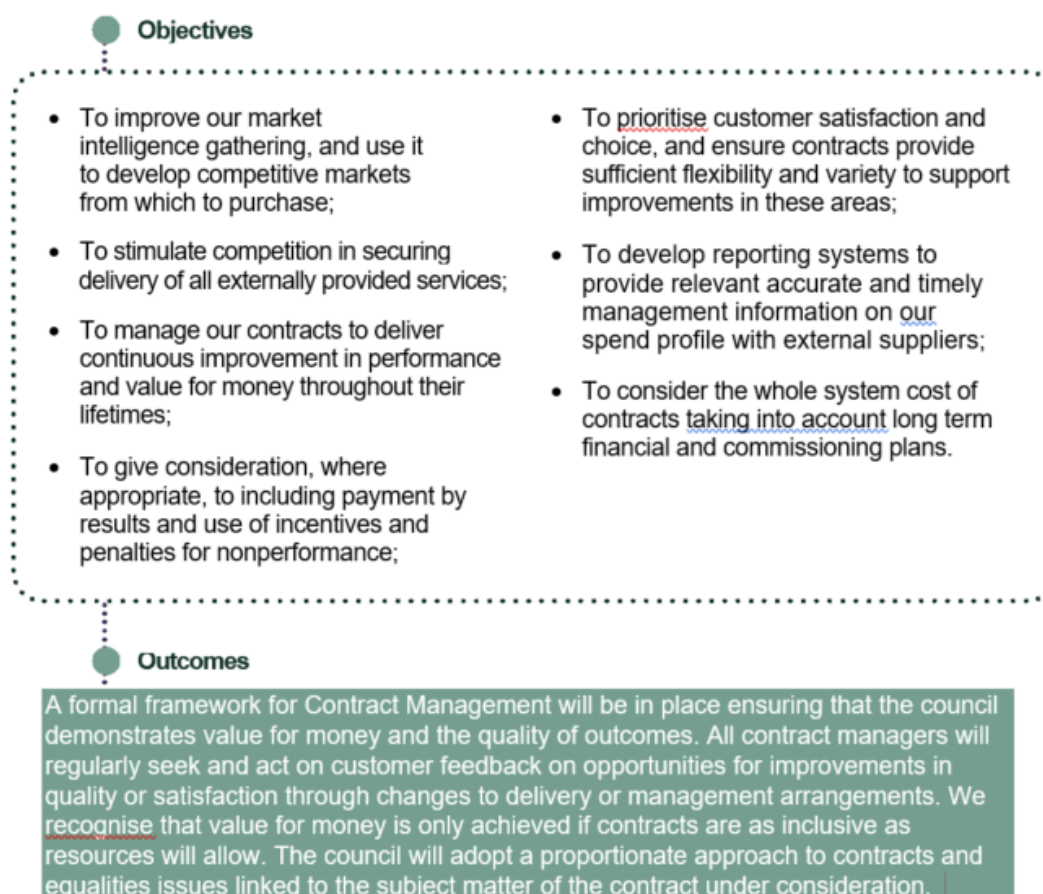 Objectives
• To improve our market
intelligence gathering, and use it
to develop competitive markets
from which to purchase;
• To stimulate competition in securing
delivery of all externally provided services;
• To manage our contracts to deliver
continuous improvement in performance
and value for money throughout their
lifetimes;
• To give consideration, where
appropriate, to including payment by
results and use of incentives and
penalties for nonperformance;
• To prioritise customer satisfaction and
choice, and ensure contracts provide
sufficient flexibility and variety to support
improvements in these areas;
• To develop reporting systems to
provide relevant accurate and timely
management information on our
spend profile with external suppliers;
• To consider the whole system cost of
contracts taking into account long term
financial and commissioning plans.
Outcomes
A formal framework for Contract Management will be in place ensuring that the council
demonstrates value for money and the quality of outcomes. All contract managers will
regularly seek and act on customer feedback on opportunities for improvements in
quality or satisfaction through changes to delivery or management arrangements. We
recognise that value for money is only achieved if contracts are as inclusive as
resources will allow. The council will adopt a proportionate approach to contracts and
equalities issues linked to the subject matter of the contract under consideration.